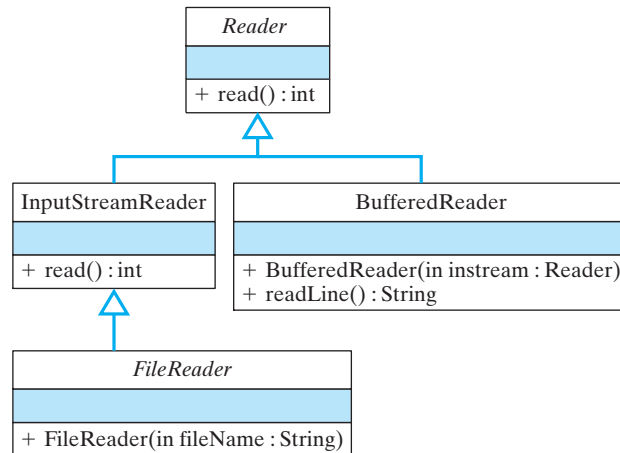 Reader
+ read() : int
InputStreamReader
+ read() : int
BufferedReader
+ BufferedReader(in instream : Reader)
+ readLine() : String
FileReader
+ FileReader(in fileName : String)